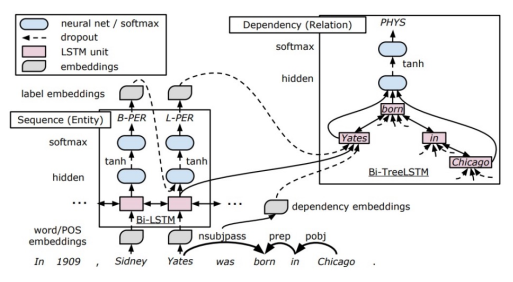 neural net / softmax
dropout
LSTM unit
embeddings
label embeddings
Sequence (Entity)
B-PER L-PER
softmax
tanh tanh
hidden
... ...
Bi-LSTM
word/POS
embeddings
In 1909 , Sidney Yates was born in Chicago .
nsubjpass prep pobj
dependency embeddings
Dependency (Relation)
PHYS
softmax
tanh
hidden
born
Yates in
Chicago
Bi-TreeLSTM